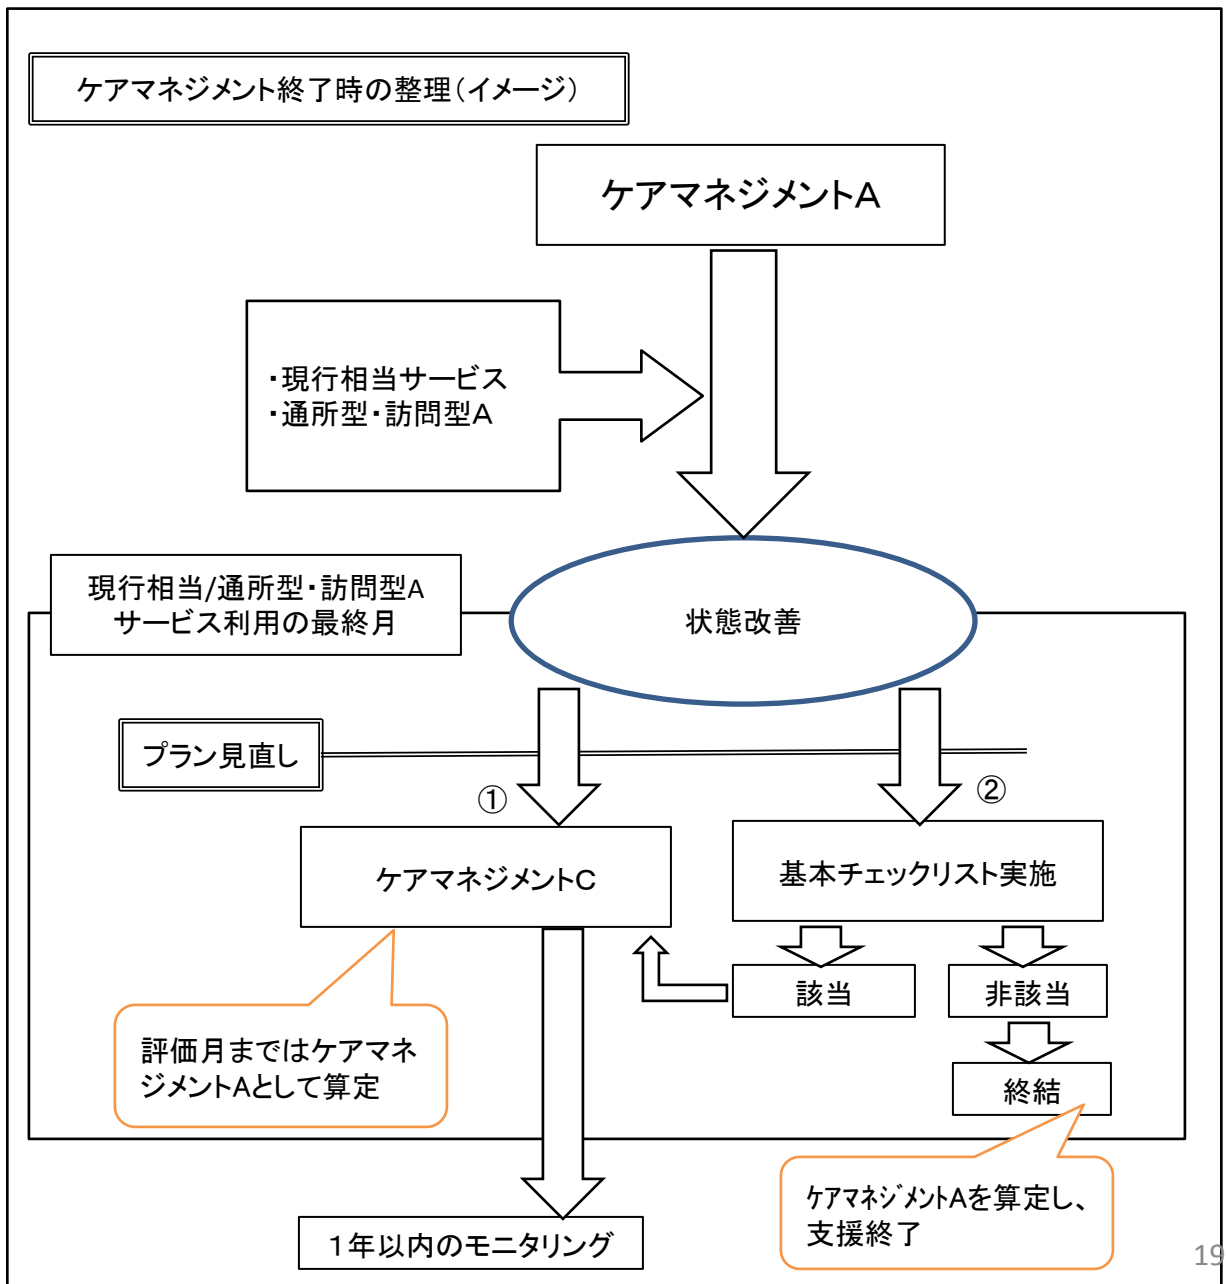 ケアマネジメント終了時の整理（イメージ）
ケアマネジメントA
・現行相当サービス
・通所型・訪問型A
現行相当/通所型・訪問型A
サービス利用の最終月
状態改善
プラン見直し
①
②
ケアマネジメントC
基本チェックリスト実施
該当
非該当
評価月まではケアマネ
ジメントAとして算定
終結
ｹｱﾏﾈｼﾞﾒﾝﾄAを算定し、
支援終了
１年以内のモニタリング
19